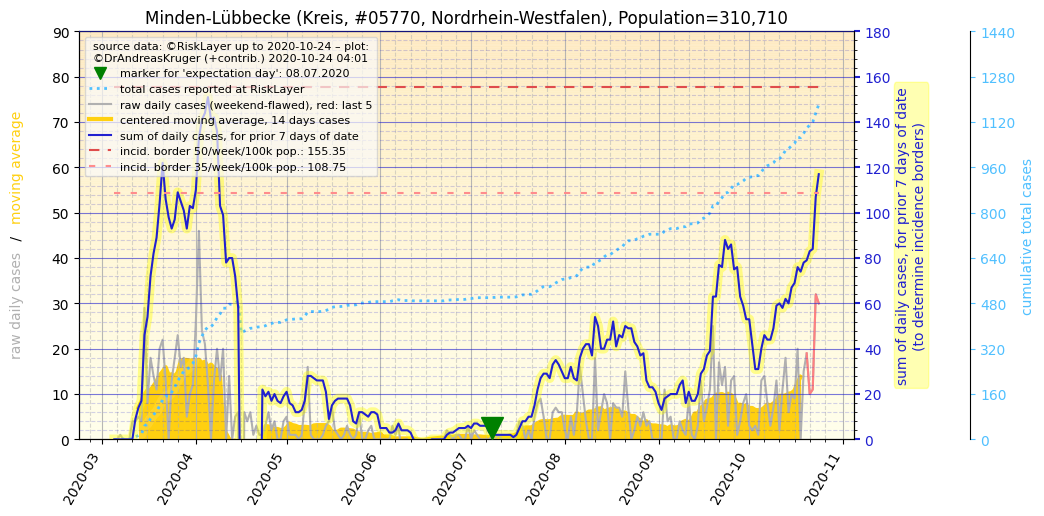 Minden-Lübbecke (Kreis, #05770, Nordrhein-Westfalen), Population=310,710
source data: ©RiskLayer up to 2020-10-24 – plot:
©DrAndreasKruger (+contrib.) 2020-10-24 04:01
marker for 'expectation day': 08.07.2020
total cases reported at RiskLayer
raw daily cases (weekend-flawed), red: last 5
centered moving average, 14 days cases
sum of daily cases, for prior 7 days of date
incid. border 50/week/100k pop.: 155.35
incid. border 35/week/100k pop.: 108.75
raw daily cases / moving average
90
80
70
60
50
40
30
20
10
0
180
160
140
120
100
80
60
40
20
0
sum of daily cases, for prior 7 days of date
(to determine incidence borders)
1440
1280
1120
960
800
640
480
320
160
0
cumulative total cases
2020-03
2020-04
2020-05
2020-06
2020-07
2020-08
2020-09
2020-10
2020-11